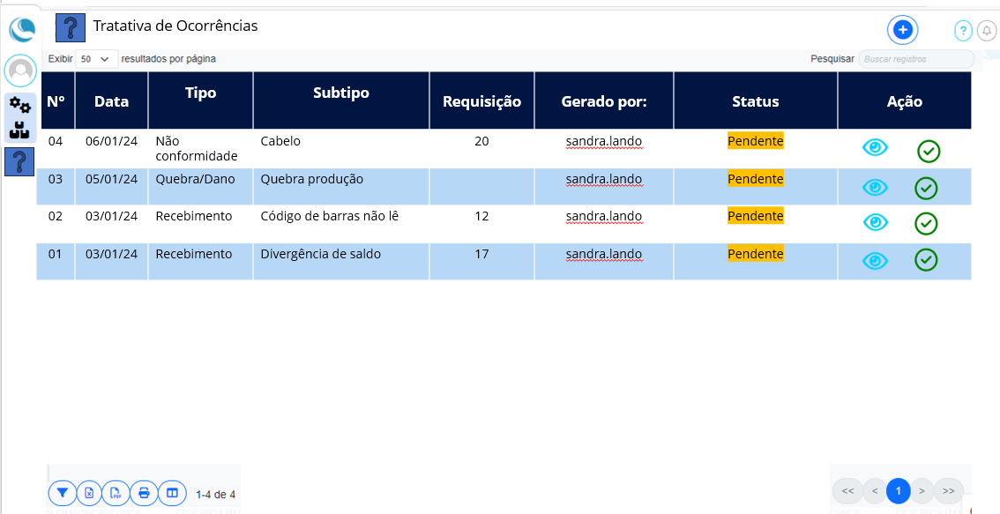 Tratativa de Ocorrências
Exibir 50 resultados por página
Pesquisar Buscar registros
Nº Data Tipo Subtipo Requisição Gerado por: Status Ação
04 06/01/24 Não Cabelo 20 sandra.lando Pendente
conformidade
03 05/01/24 Quebra/Dano Quebra produção sandra.lando Pendente
02 03/01/24 Recebimento Código de barras não lê 12 sandra.lando Pendente
01 03/01/24 Recebimento Divergência de saldo 17 sandra.lando Pendente
1-4 de 4
<< < 1 > >>